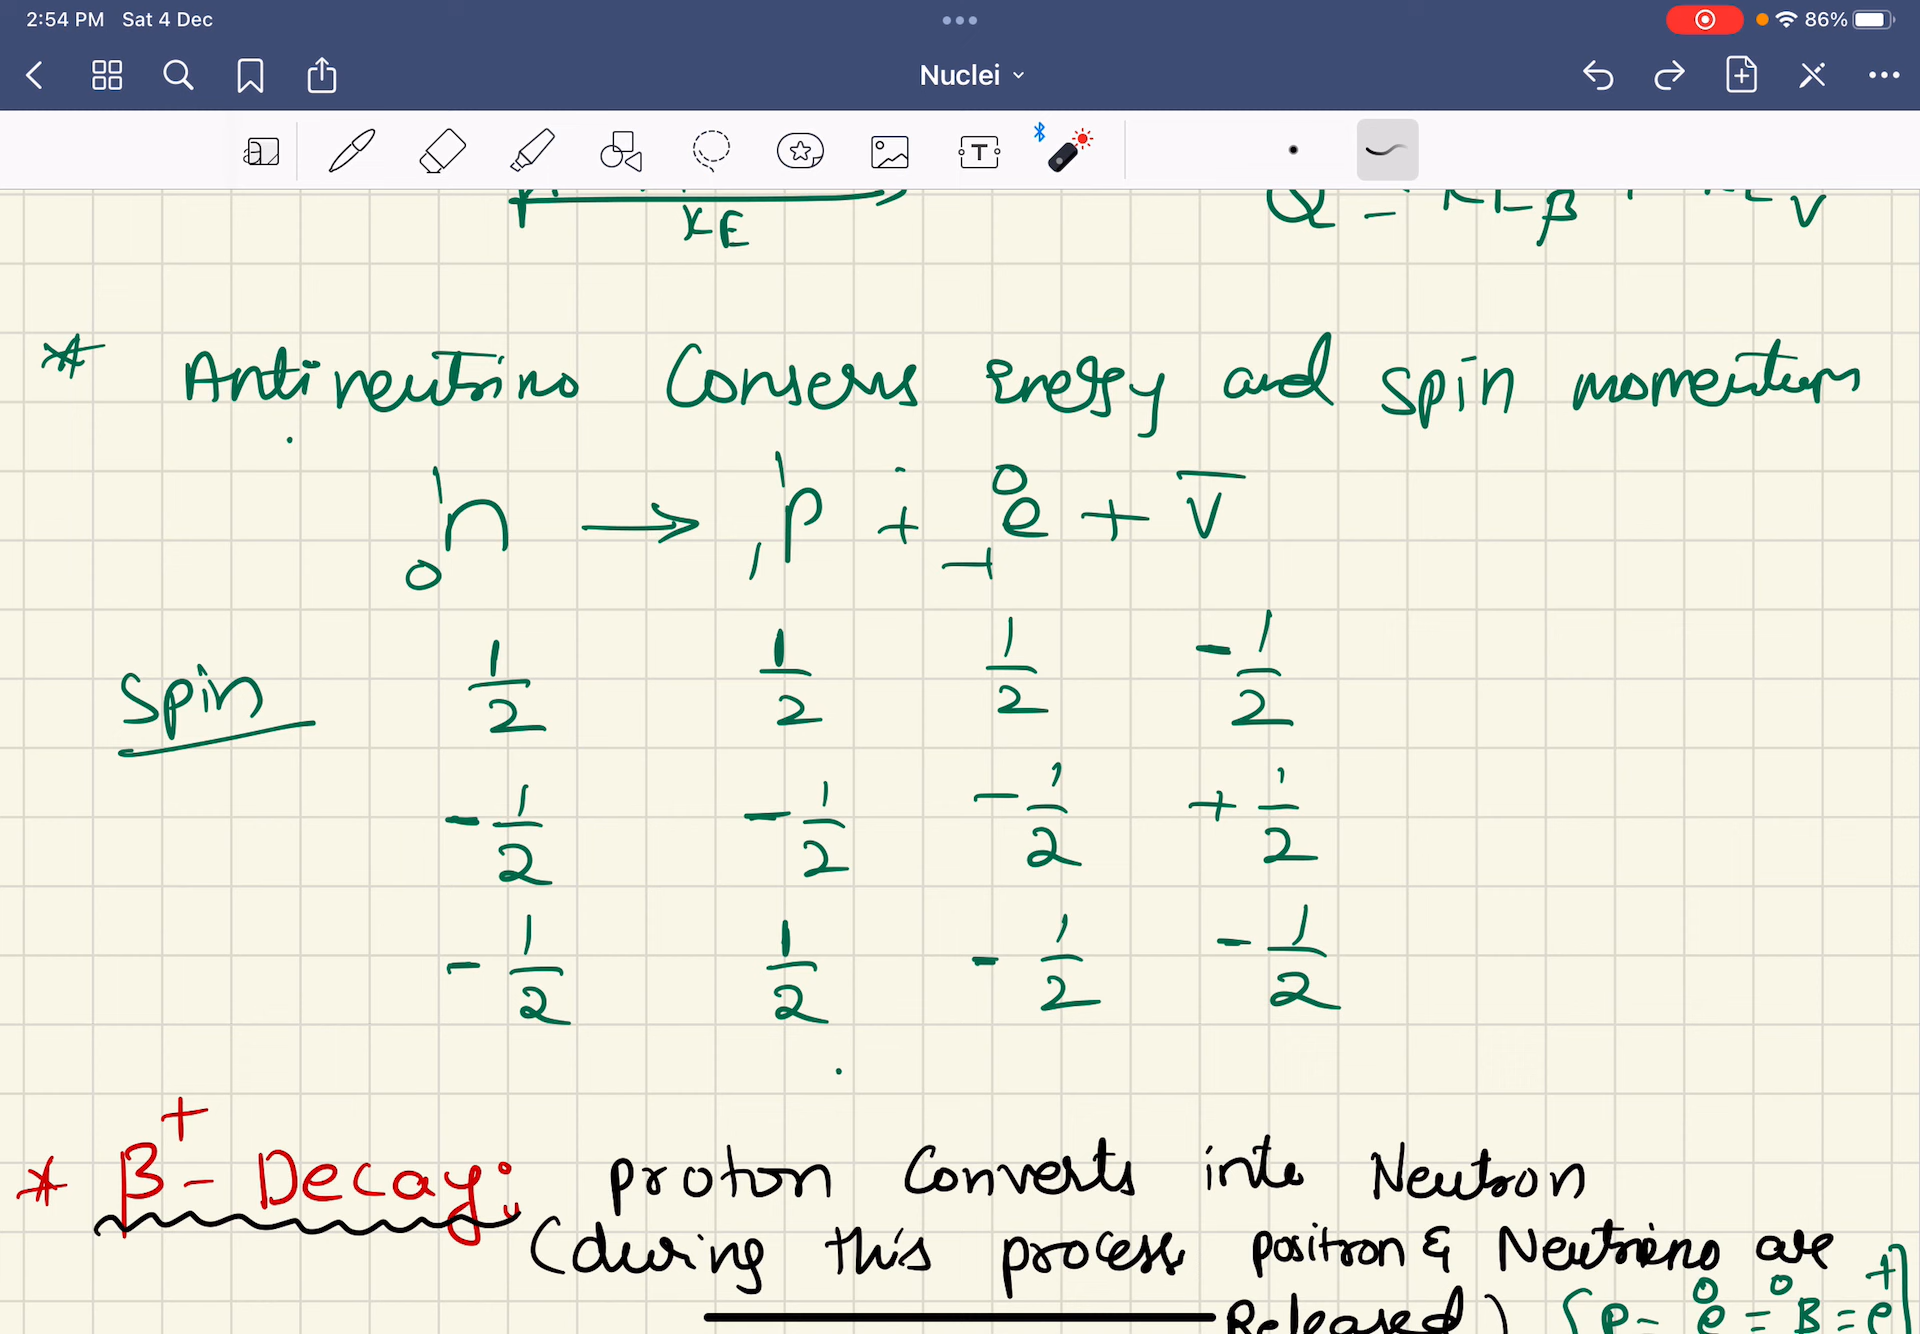 2:54 PM Sat 4 Dec
86%
Nuclei
T
K E
Q = K E β + K E ν
* Antineutrino Conservs Energy and Spin momentum
¹₀n → ¹₁p + ⁰₋₁e + ν̅
Spin 1/2 1/2 1/2 - 1/2
- 1/2 - 1/2 - 1/2 + 1/2
- 1/2 1/2 - 1/2 - 1/2
* β⁺ - Decay: proton Converts into Neutron
(during this process positron & Neutrino are
Released)